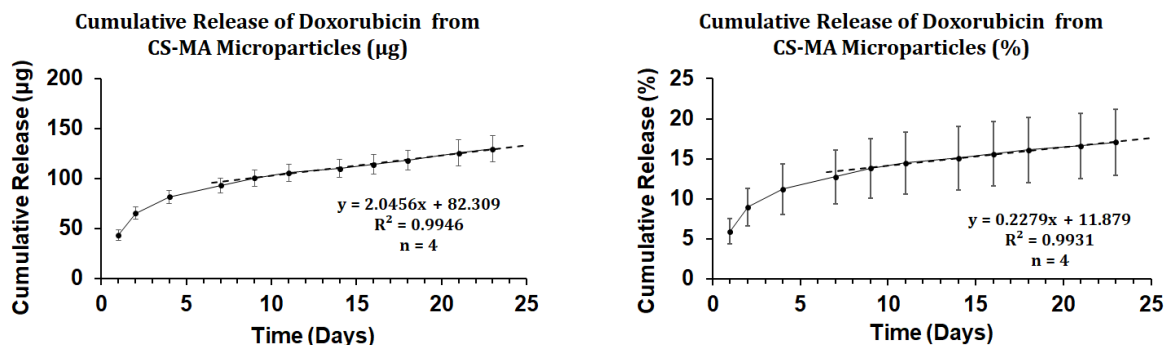 Cumulative Release of Doxorubicin from
CS-MA Microparticles (µg)
Cumulative Release (µg)
200
150
100
50
0
y = 2.0456x + 82.309
R² = 0.9946
n = 4
0 5 10 15 20 25
Time (Days)
Cumulative Release of Doxorubicin from
CS-MA Microparticles (%)
Cumulative Release (%)
25
20
15
10
5
0
y = 0.2279x + 11.879
R² = 0.9931
n = 4
0 5 10 15 20 25
Time (Days)